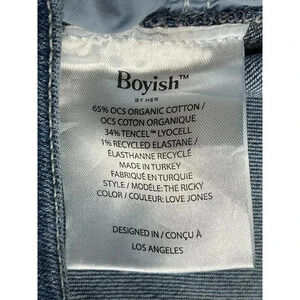 Boyish™
BY HER
65% OCS ORGANIC COTTON /
OCS COTON ORGANIQUE
34% TENCEL™ LYOCELL
1% RECYCLED ELASTANE /
ÉLASTHANNE RECYCLÉ
MADE IN TURKEY
FABRIQUÉ EN TURQUIE
STYLE / MODÈLE: THE RICKY
COLOR / COULEUR: LOVE JONES
DESIGNED IN / CONÇU À
LOS ANGELES